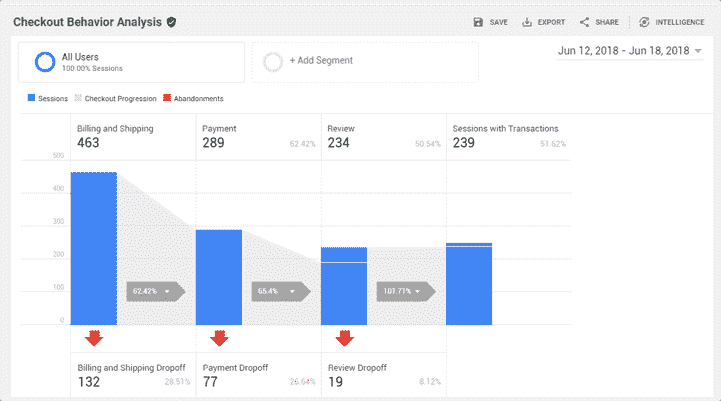 Checkout Behavior Analysis
SAVE EXPORT SHARE INTELLIGENCE
All Users
100.00% Sessions
+ Add Segment
Jun 12, 2018 - Jun 18, 2018
Sessions Checkout Progression Abandonments
Billing and Shipping Payment Review Sessions with Transactions
463 289 62.42% 234 50.54% 239 51.62%
500
400
300
200
100
0
62.42% 65.4% 101.71%
Billing and Shipping Dropoff Payment Dropoff Review Dropoff
132 28.51% 77 26.64% 19 8.12%